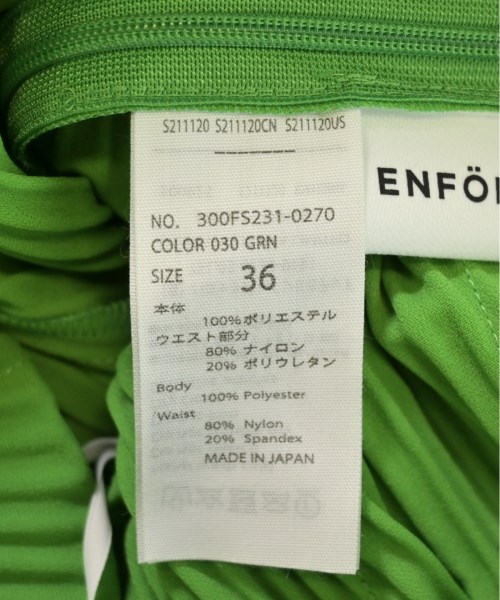 S211120 S211120CN S211120US
NO. 300FS231-0270
COLOR 030 GRN
SIZE 36
本体
100%ポリエステル
ウエスト部分
80% ナイロン
20% ポリウレタン
Body
100% Polyester
Waist
80% Nylon
20% Spandex
MADE IN JAPAN
ENFÖ